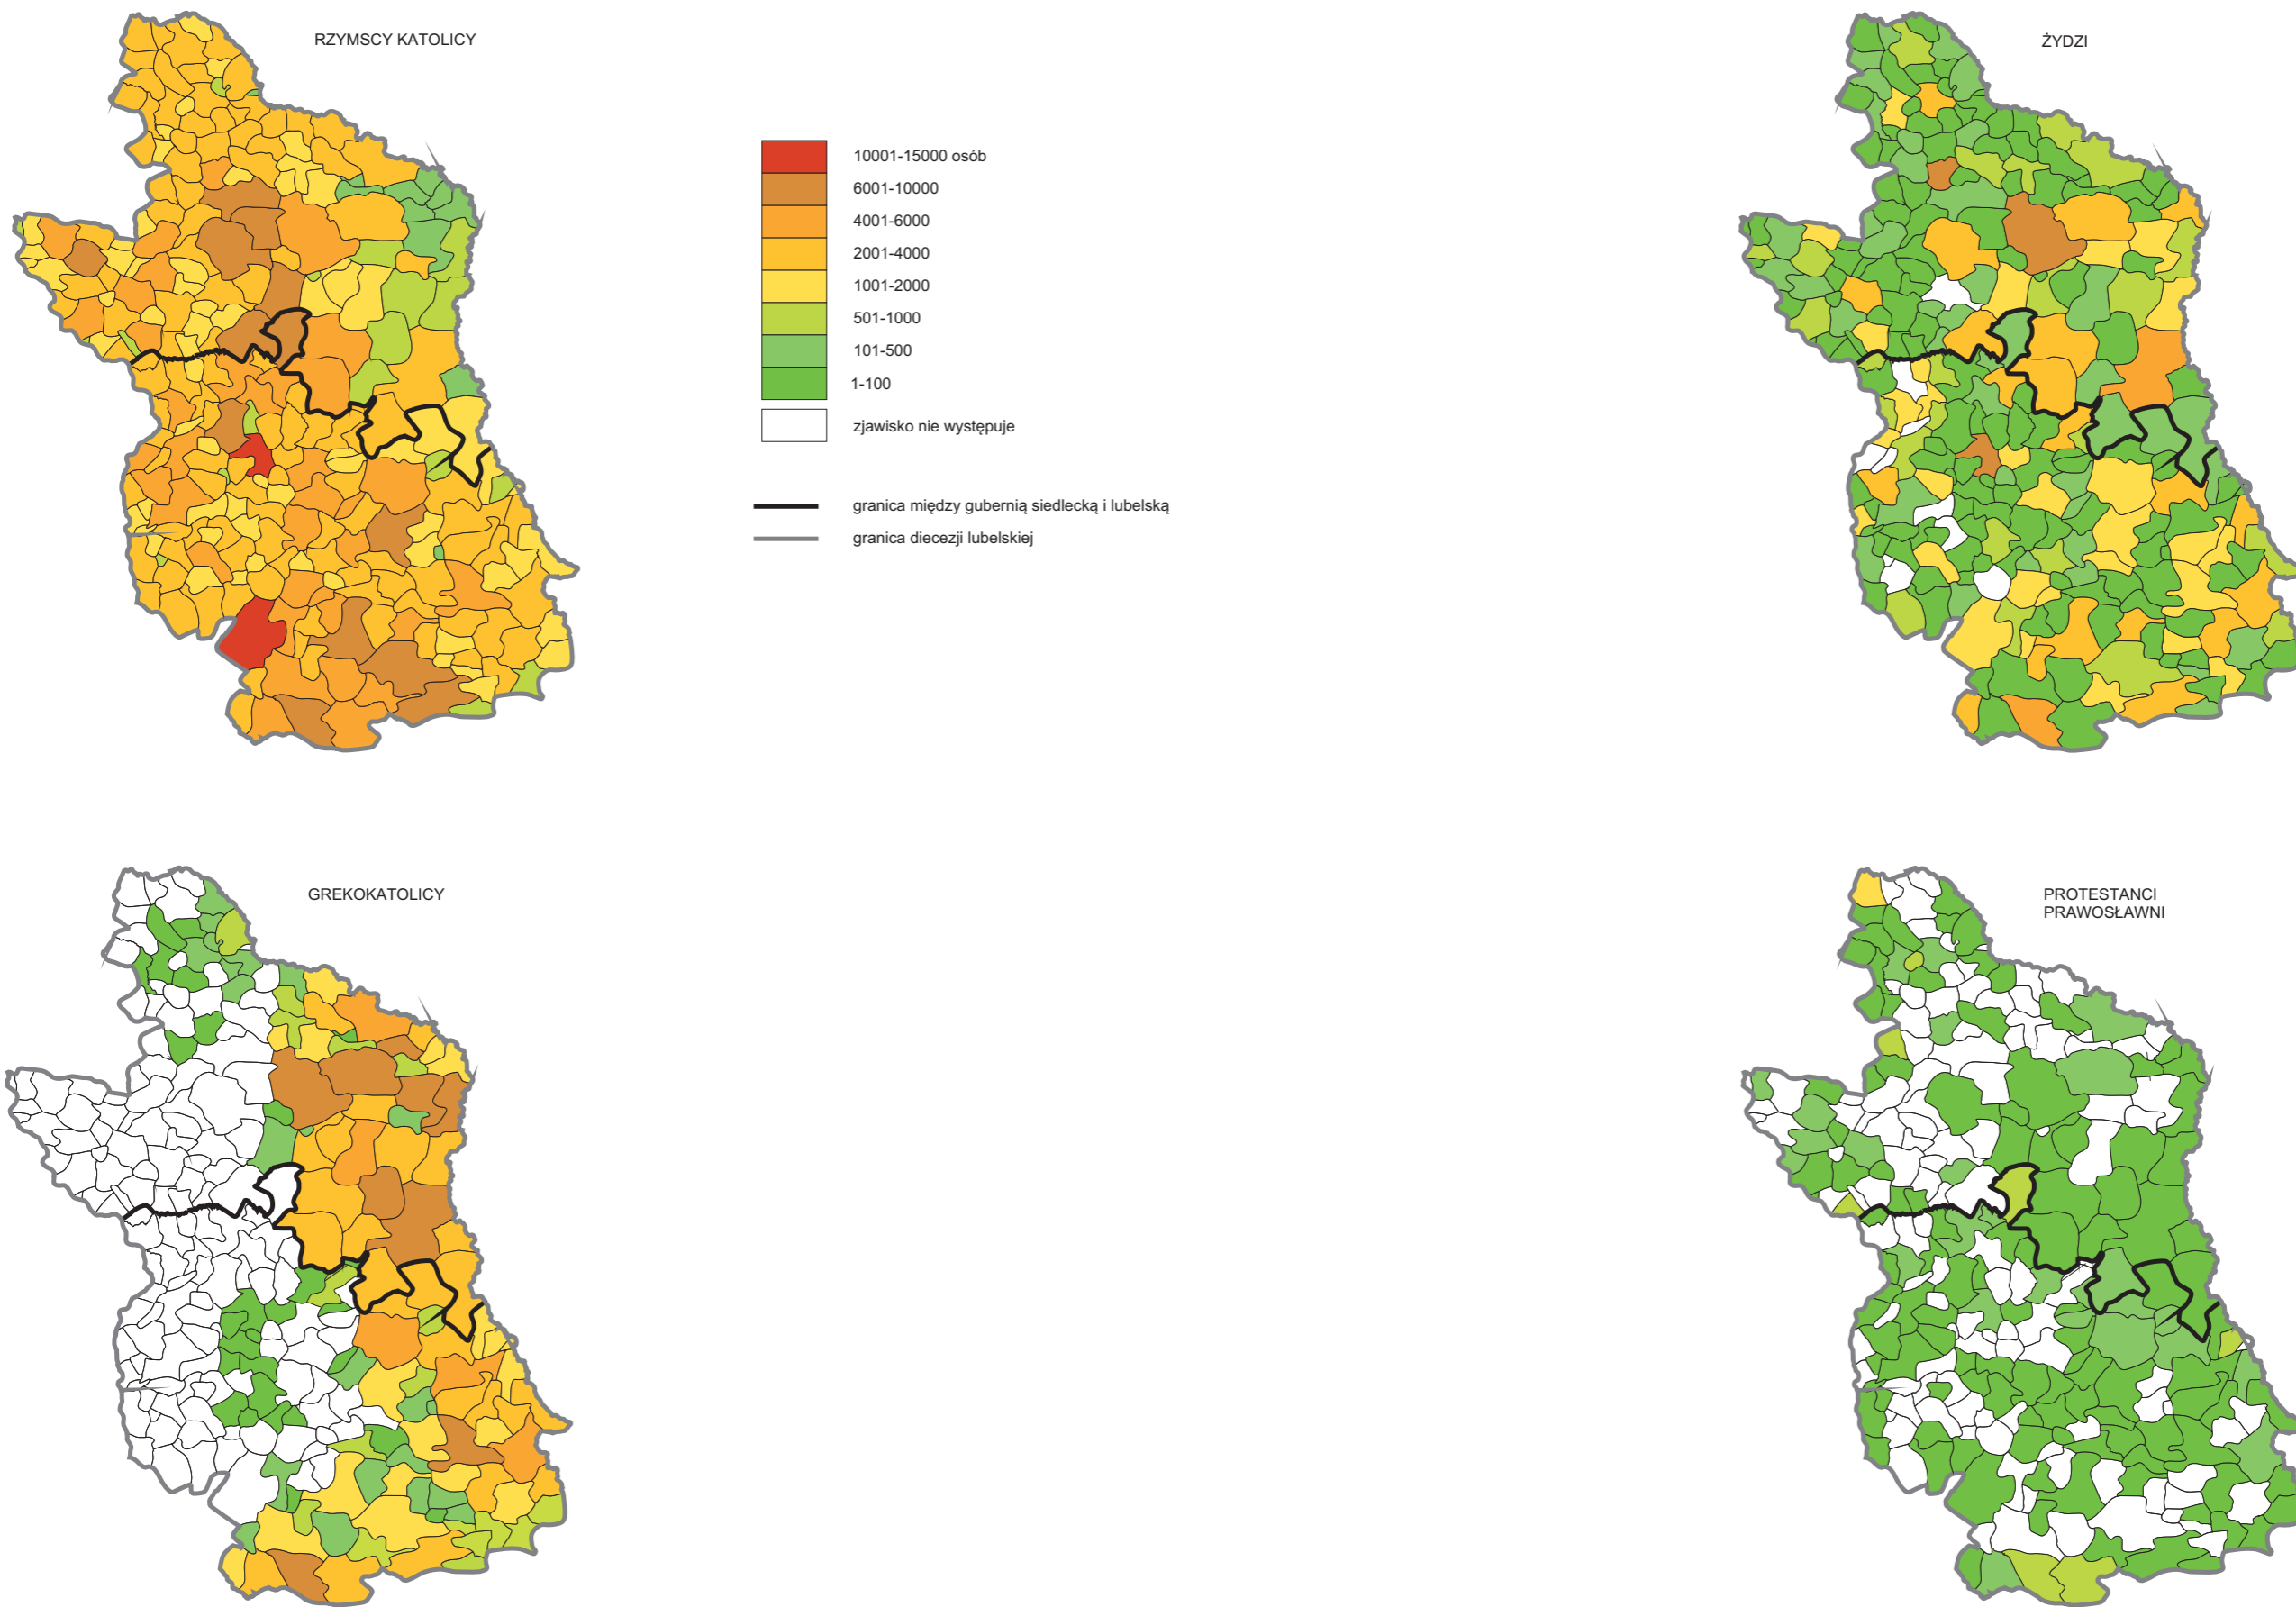 RZYMSCY KATOLICY
ŻYDZI
10001-15000 osób
6001-10000
4001-6000
2001-4000
1001-2000
501-1000
101-500
1-100
zjawisko nie występuje
granica między gubernią siedlecką i lubelską
granica diecezji lubelskiej
GREKOKATOLICY
PROTESTANCI
PRAWOSŁAWNI